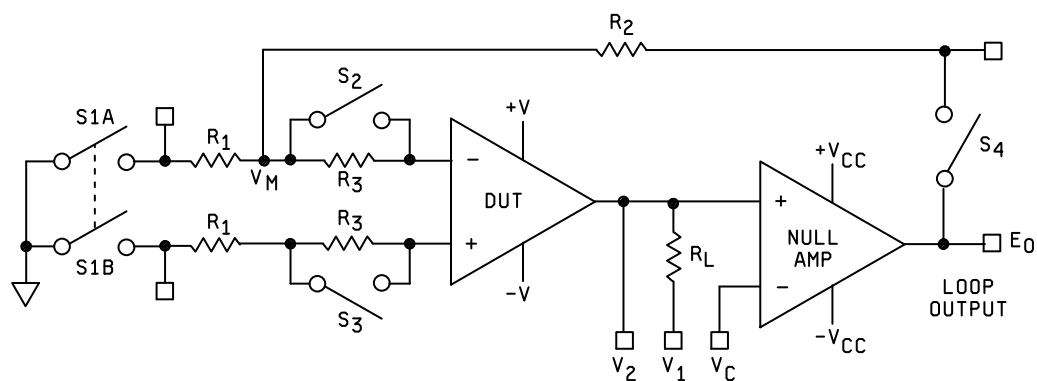 R2
S2
+V
S1A
R1
S4
+VCC
VM
R3
−
DUT
+
R1
R3
+
NULL
AMP
E0
S1B
RL
−
−V
LOOP
OUTPUT
S3
−VCC
V2
V1
VC